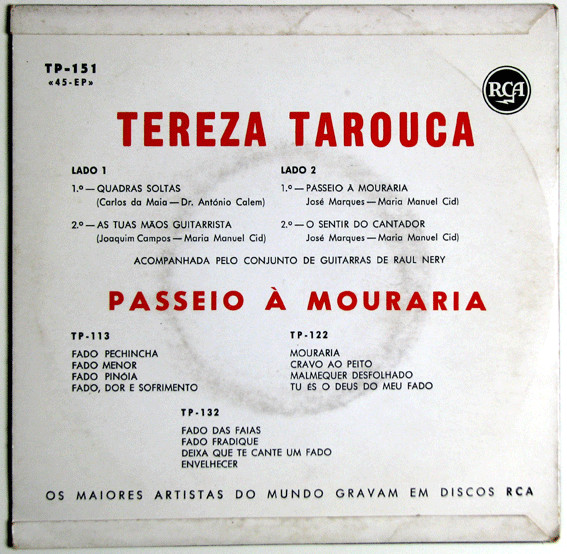 TP-151
«45-EP»
RCA
TEREZA TAROUCA
LADO 1
1.º — QUADRAS SOLTAS
(Carlos da Maia — Dr. António Calem)
2.º — AS TUAS MÃOS GUITARRISTA
(Joaquim Campos — Maria Manuel Cid)
LADO 2
1.º — PASSEIO A MOURARIA
José Marques — Maria Manuel Cid)
2.º — O SENTIR DO CANTADOR
José Marques — Maria Manuel Cid)
ACOMPANHADA PELO CONJUNTO DE GUITARRAS DE RAUL NERY
PASSEIO À MOURARIA
TP-113
FADO PECHINCHA
FADO MENOR
FADO PINOIA
FADO, DOR E SOFRIMENTO
TP-122
MOURARIA
CRAVO AO PEITO
MALMEQUER DESFOLHADO
TU ÉS O DEUS DO MEU FADO
TP-132
FADO DAS FAIAS
FADO FRADIQUE
DEIXA QUE TE CANTE UM FADO
ENVELHECER
OS MAIORES ARTISTAS DO MUNDO GRAVAM EM DISCOS RCA